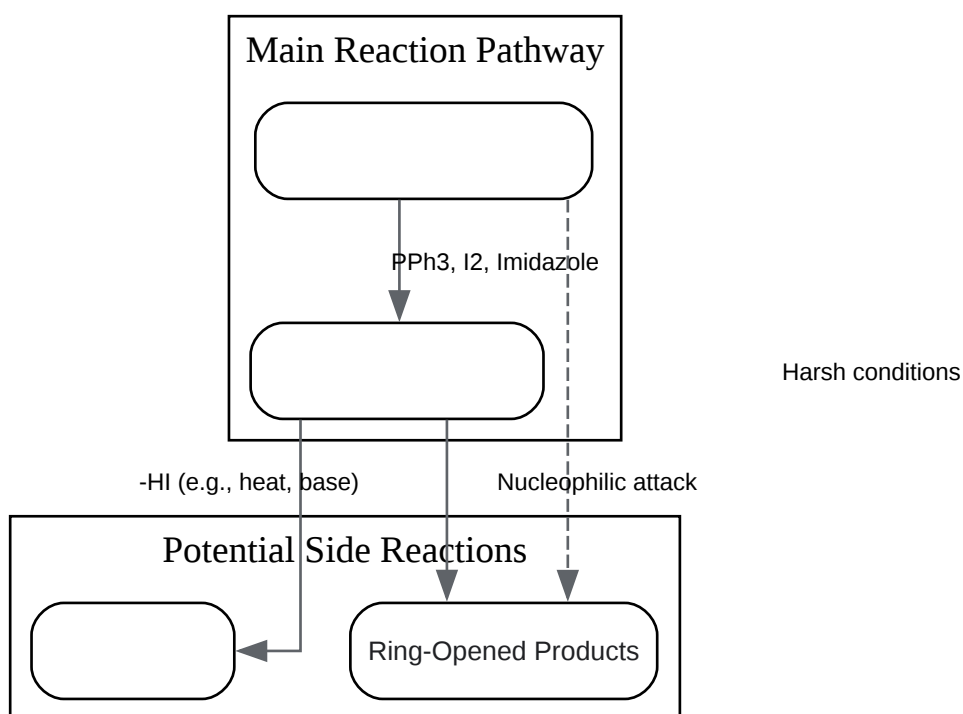 Main Reaction Pathway
PPh3, I2, Imidazole
Harsh conditions
-HI (e.g., heat, base)
Nucleophilic attack
Potential Side Reactions
Ring-Opened Products